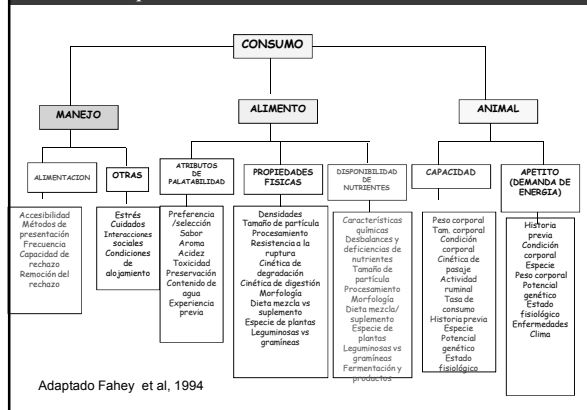 CONSUMO
MANEJO
ALIMENTO
ANIMAL
ALIMENTACION
OTRAS
ATRIBUTOS
DE
PALATABILIDAD
PROPIEDADES
FISICAS
DISPONIBILIDAD
DE
NUTRIENTES
CAPACIDAD
APETITO
(DEMANDA DE
ENERGIA)
Accesibilidad
Métodos de
presentación
Frecuencia
Capacidad de
rechazo
Remoción del
rechazo
Estrés
Cuidados
Interacciones
sociales
Condiciones
de
alojamiento
Preferencia
/selección
Sabor
Aroma
Acidez
Toxicidad
Preservación
Contenido de
agua
Experiencia
previa
Densidades
Tamaño de partícula
Procesamiento
Resistencia a la
ruptura
Cinética de
degradación
Cinética de digestión
Morfología
Dieta mezcla vs
suplemento
Especie de plantas
Leguminosas vs
gramíneas
Características
químicas
Desbalances y
deficiencias de
nutrientes
Tamaño de
partícula
Procesamiento
Morfología
Dieta mezcla/
suplemento
Especie de
plantas
Leguminosas vs
gramíneas
Fermentación y
productos
Peso corporal
Tam. corporal
Condición
corporal
Cinética de
pasaje
Actividad
ruminal
Tasa de
consumo
Historia previa
Especie
Potencial
genético
Estado
fisiológico
Historia
previa
Condición
corporal
Especie
Peso corporal
Potencial
genético
Estado
fisiológico
Enfermedades
Clima
Adaptado Fahey et al, 1994